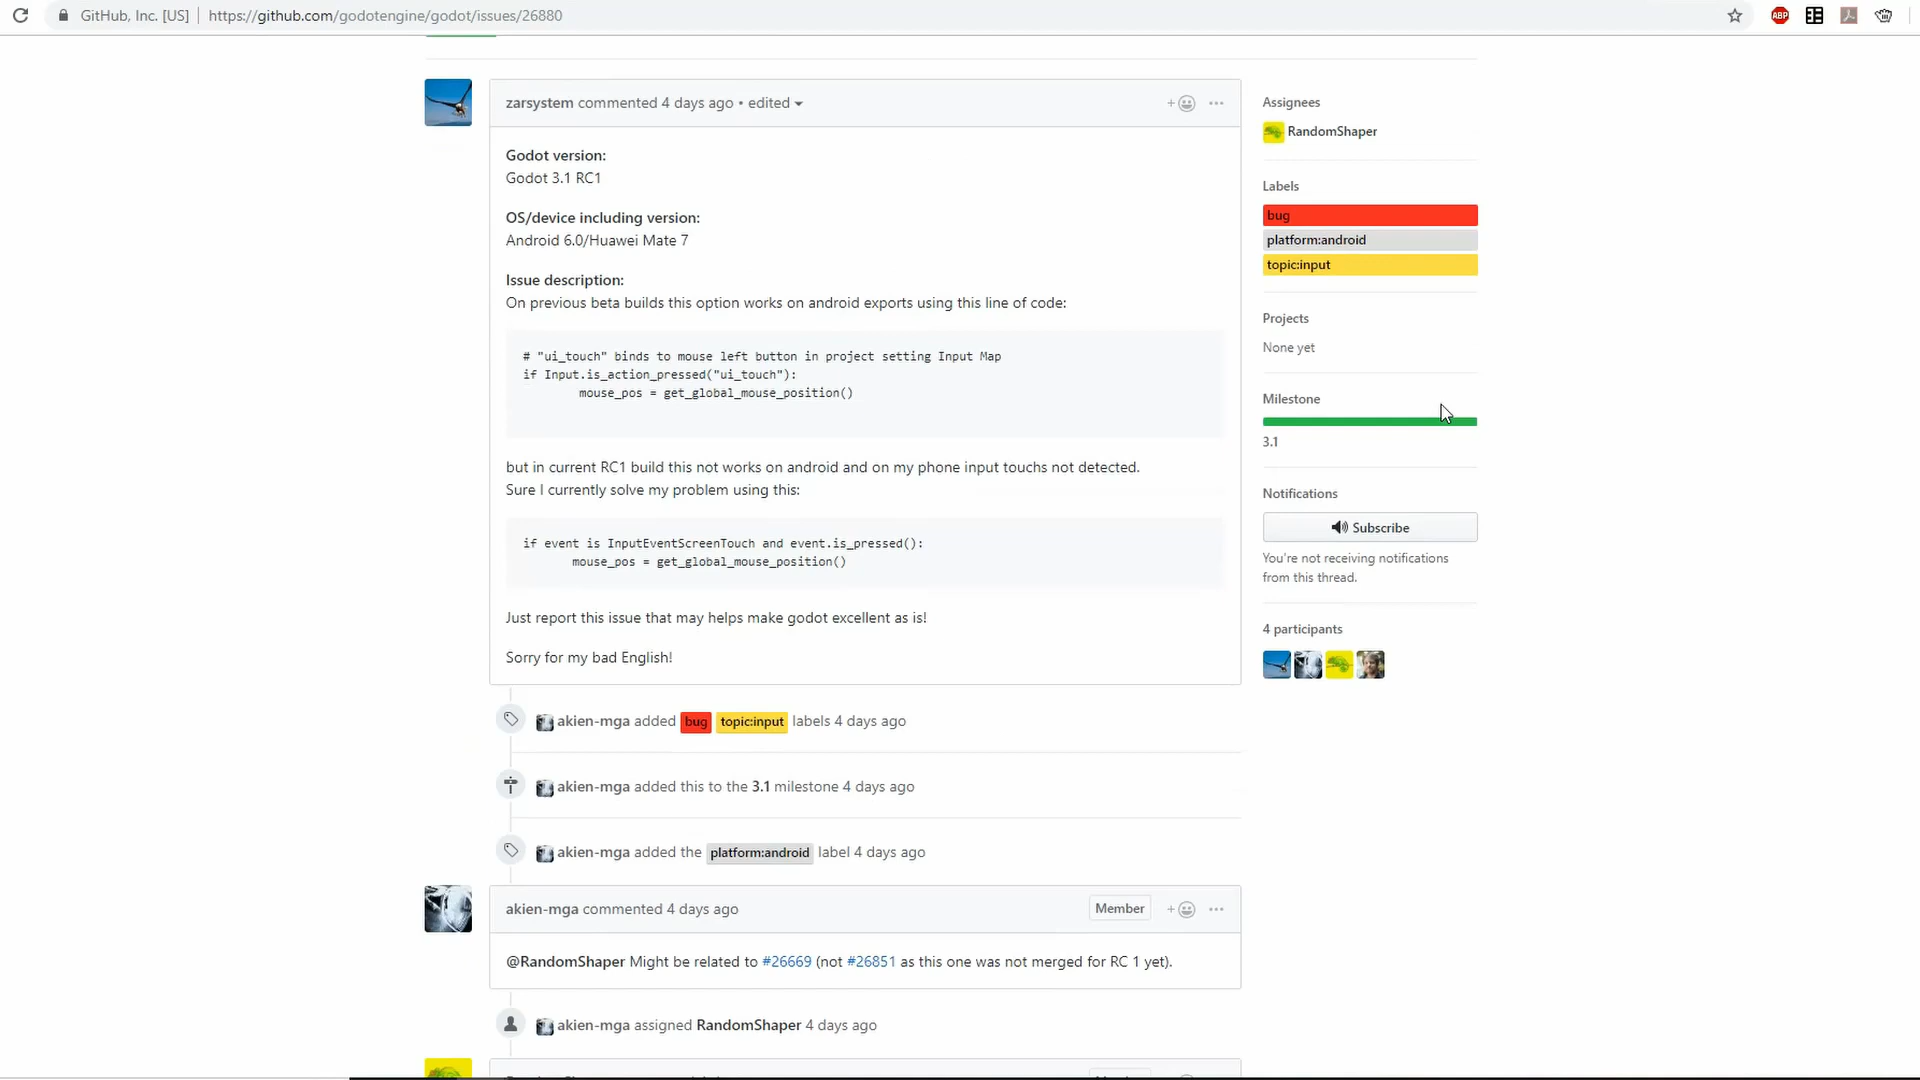 GitHub, Inc. [US] https://github.com/godotengine/godot/issues/26880
ABP
zarsystem commented 4 days ago • edited
Godot version:
Godot 3.1 RC1
OS/device including version:
Android 6.0/Huawei Mate 7
Issue description:
On previous beta builds this option works on android exports using this line of code:
# "ui_touch" binds to mouse left button in project setting Input Map
if Input.is_action_pressed("ui_touch"):
mouse_pos = get_global_mouse_position()
but in current RC1 build this not works on android and on my phone input touchs not detected.
Sure I currently solve my problem using this:
if event is InputEventScreenTouch and event.is_pressed():
mouse_pos = get_global_mouse_position()
Just report this issue that may helps make godot excellent as is!
Sorry for my bad English!
akien-mga added bug topic:input labels 4 days ago
akien-mga added this to the 3.1 milestone 4 days ago
akien-mga added the platform:android label 4 days ago
akien-mga commented 4 days ago
Member
@RandomShaper Might be related to #26669 (not #26851 as this one was not merged for RC 1 yet).
akien-mga assigned RandomShaper 4 days ago
Assignees
RandomShaper
Labels
bug
platform:android
topic:input
Projects
None yet
Milestone
3.1
Notifications
Subscribe
You're not receiving notifications
from this thread.
4 participants